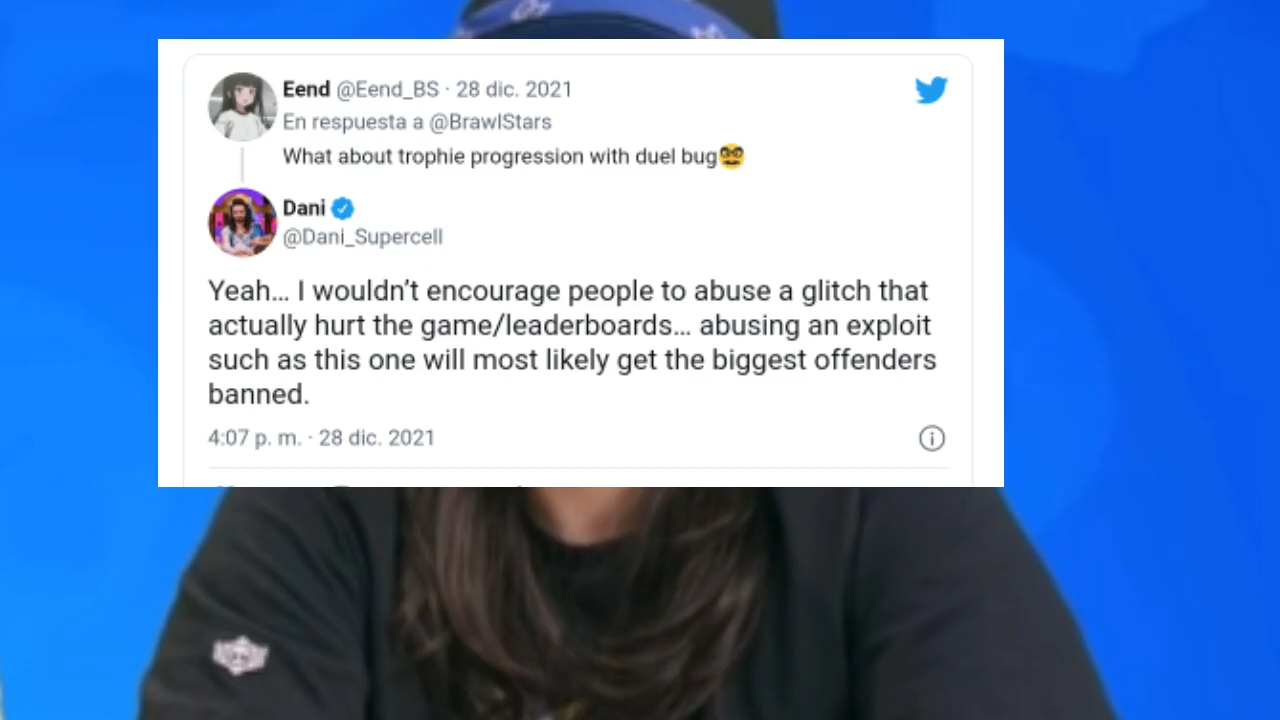 Eend @Eend_BS · 28 dic. 2021
En respuesta a @BrawlStars
What about trophie progression with duel bug🥸
Dani
@Dani_Supercell
Yeah… I wouldn't encourage people to abuse a glitch that
actually hurt the game/leaderboards… abusing an exploit
such as this one will most likely get the biggest offenders
banned.
4:07 p. m. · 28 dic. 2021